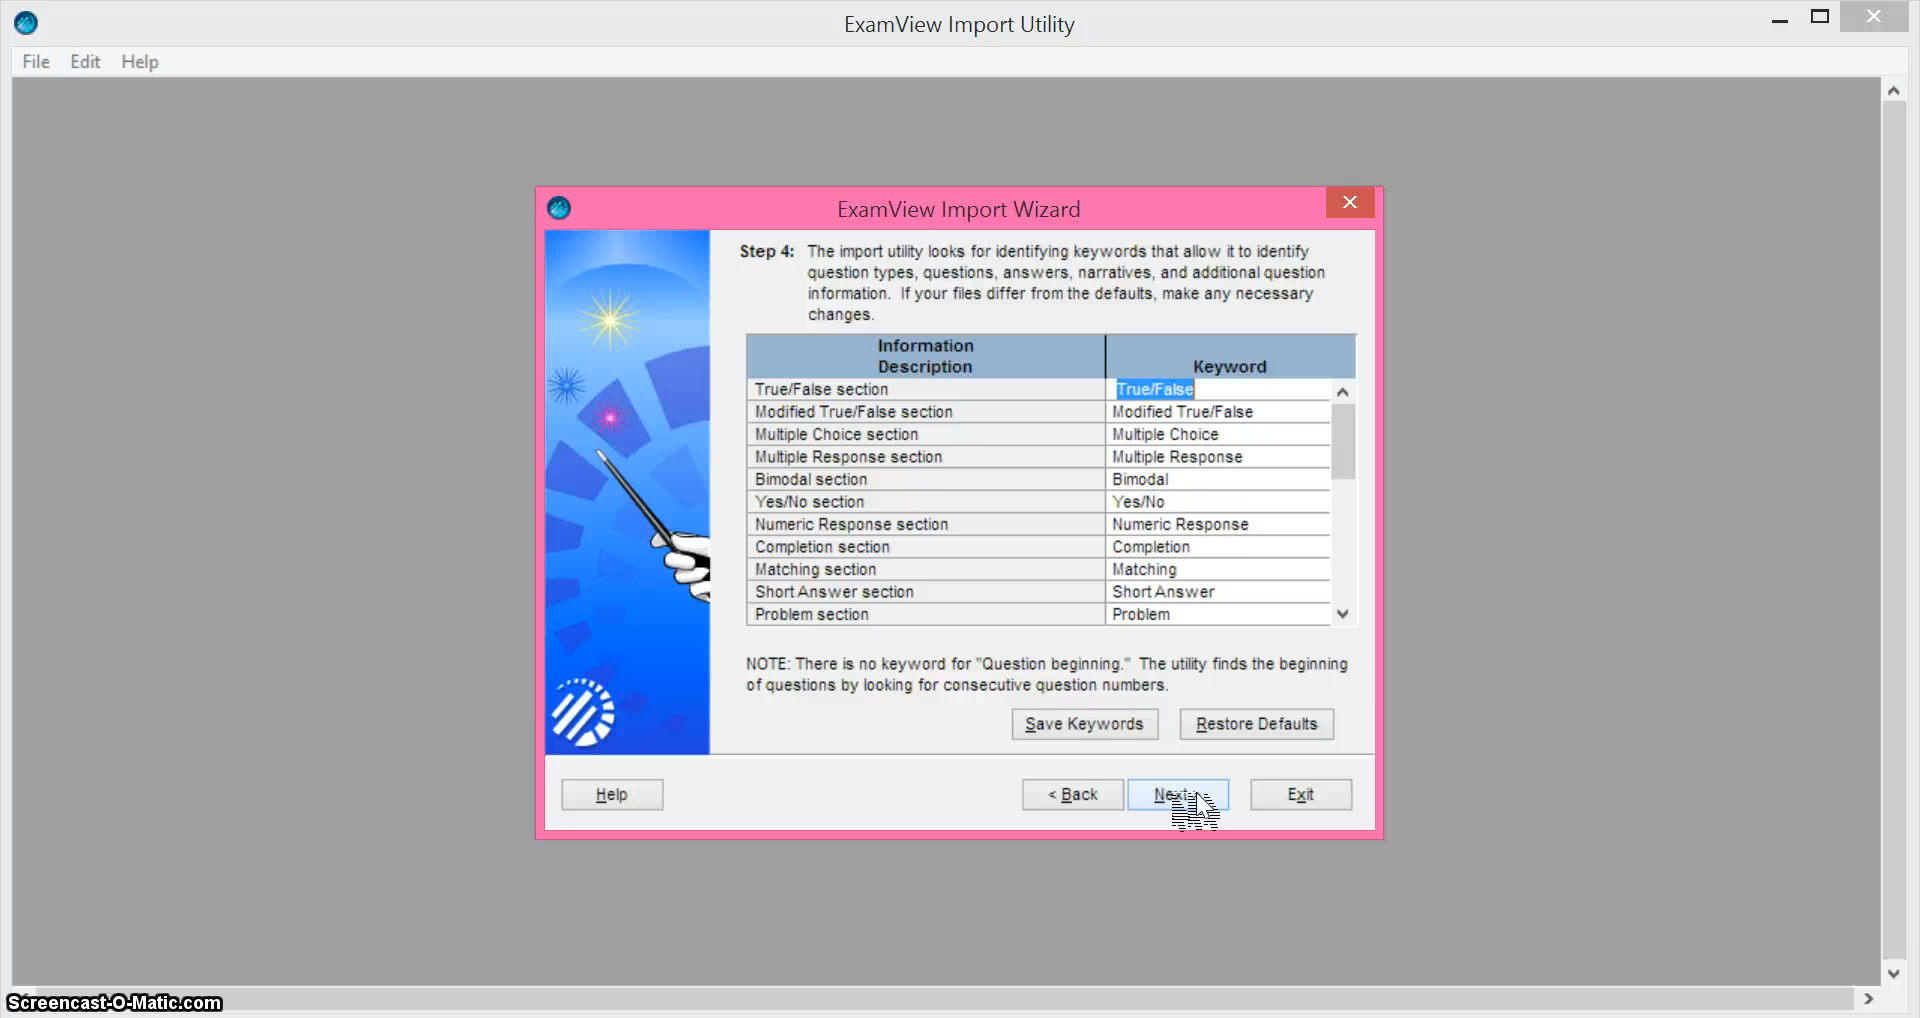 ExamView Import Utility
File Edit Help
ExamView Import Wizard
Step 4: The import utility looks for identifying keywords that allow it to identify
question types, questions, answers, narratives, and additional question
information. If your files differ from the defaults, make any necessary
changes.
Information
Description Keyword
True/False section True/False
Modified True/False section Modified True/False
Multiple Choice section Multiple Choice
Multiple Response section Multiple Response
Bimodal section Bimodal
Yes/No section Yes/No
Numeric Response section Numeric Response
Completion section Completion
Matching section Matching
Short Answer section Short Answer
Problem section Problem
NOTE: There is no keyword for "Question beginning." The utility finds the beginning
of questions by looking for consecutive question numbers.
Save Keywords Restore Defaults
Help < Back Next Exit
Screencast-O-Matic.com